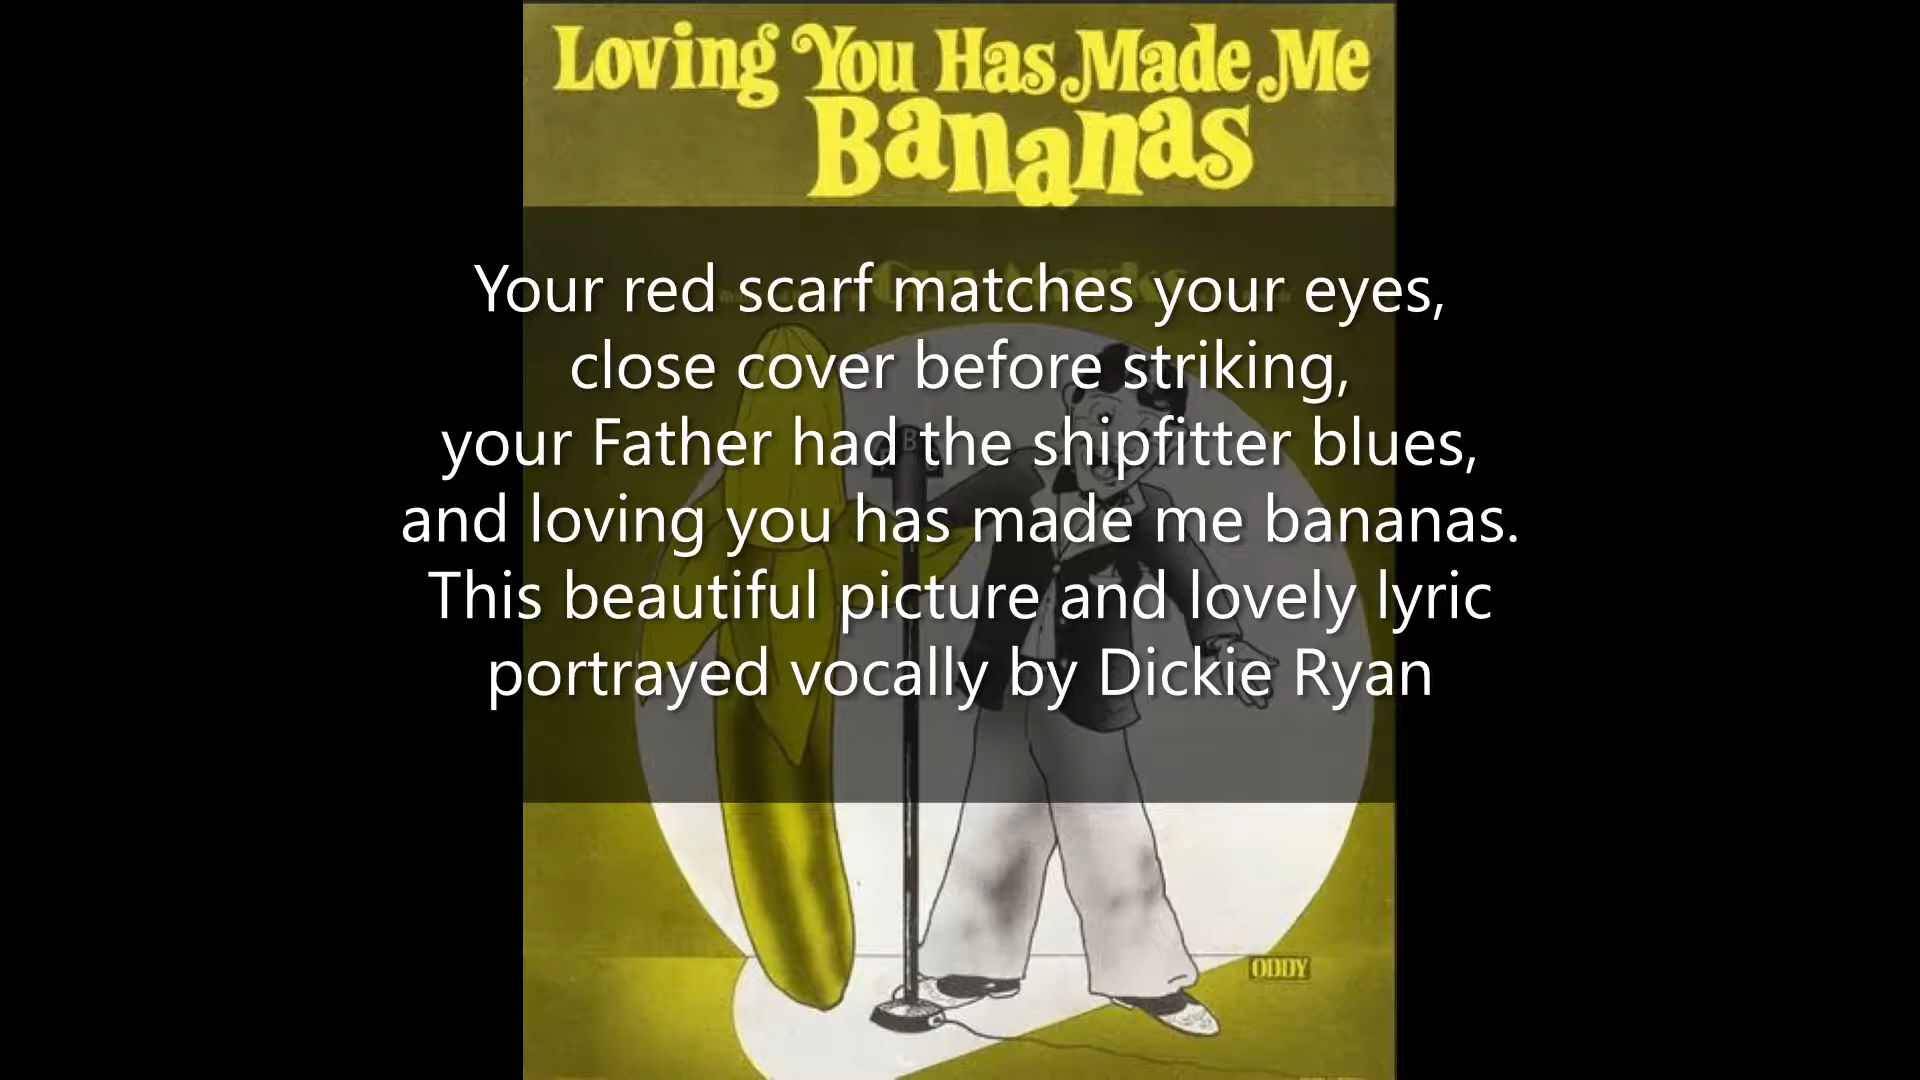 Loving You Has Made Me
Bananas
Your red scarf matches your eyes,
close cover before striking,
your Father had the shipfitter blues,
and loving you has made me bananas.
This beautiful picture and lovely lyric
portrayed vocally by Dickie Ryan
ODDY